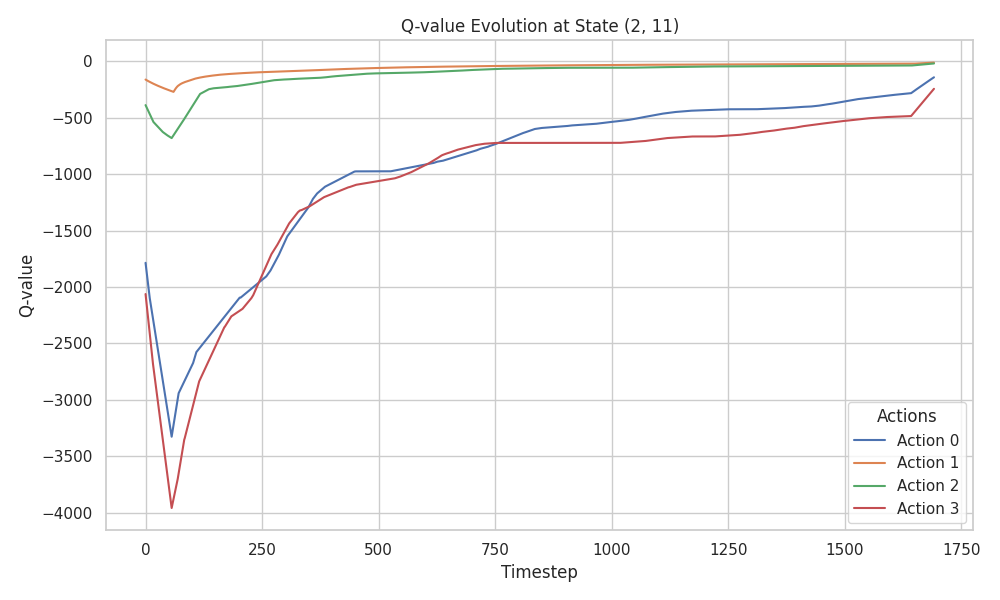 Q-value Evolution at State (2, 11)
0
−500
−1000
−1500
−2000
−2500
−3000
−3500
−4000
Q-value
0
250
500
750
1000
1250
1500
1750
Timestep
Actions
Action 0
Action 1
Action 2
Action 3